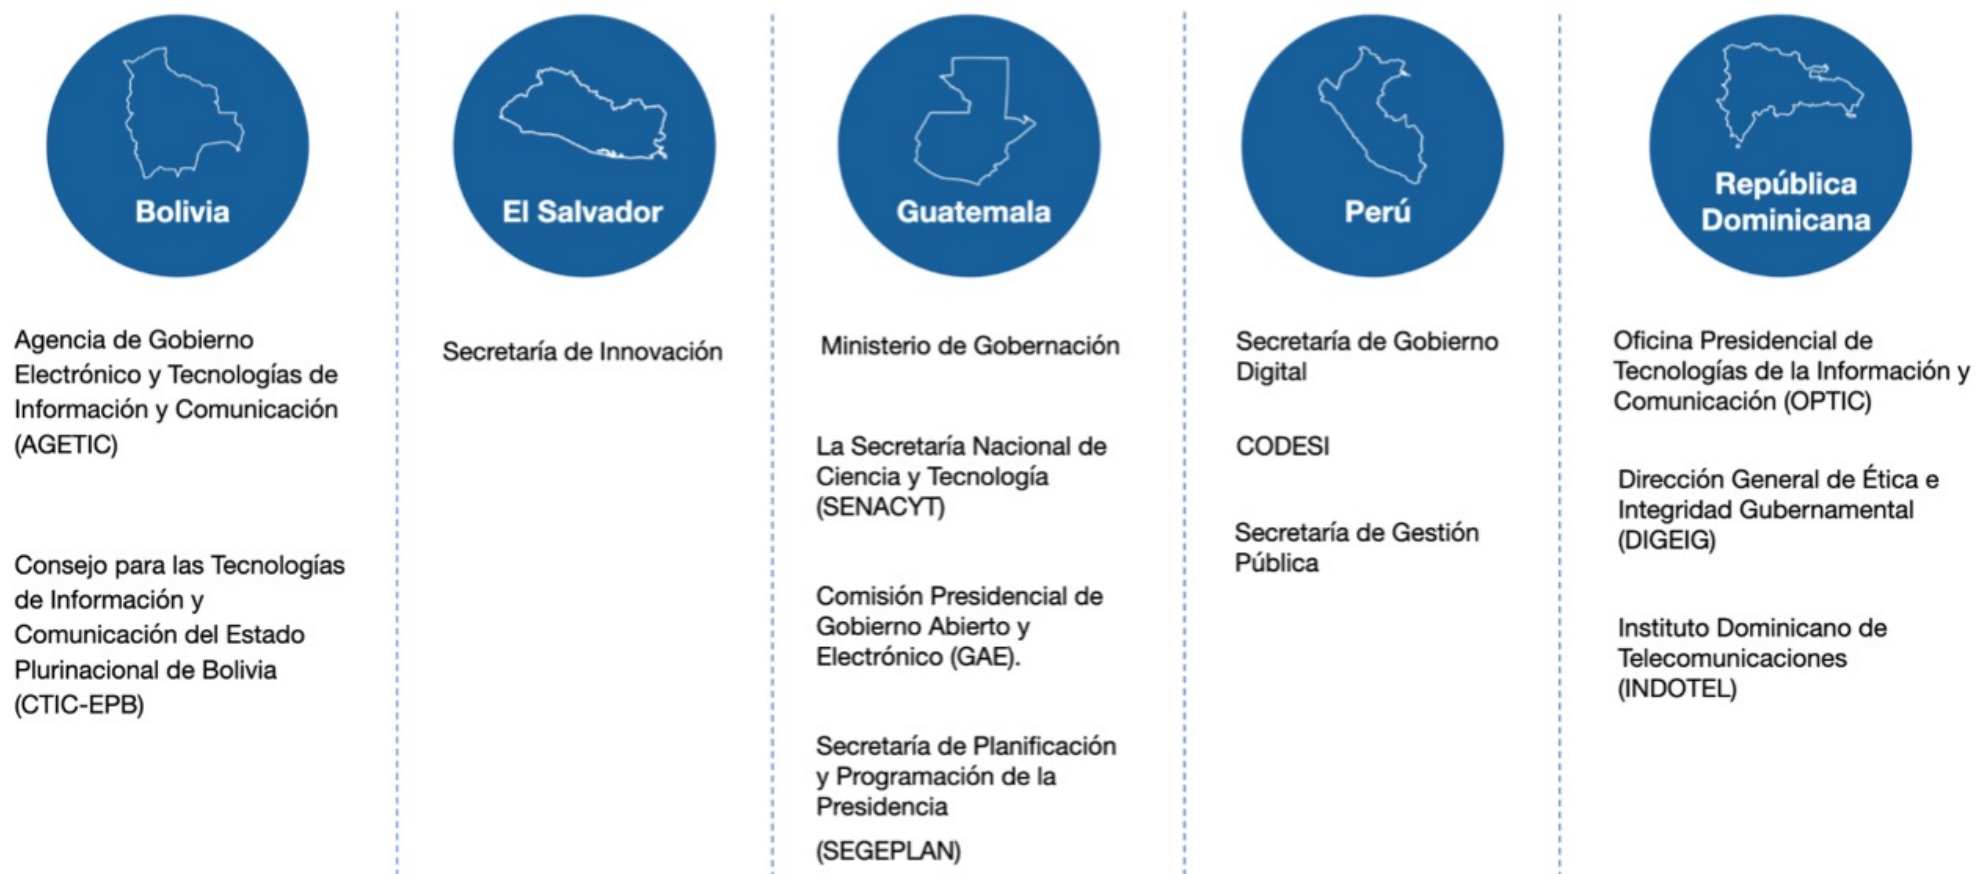 Bolivia
Agencia de Gobierno
Electrónico y Tecnologías de
Información y Comunicación
(AGETIC)
Consejo para las Tecnologías
de Información y
Comunicación del Estado
Plurinacional de Bolivia
(CTIC-EPB)
El Salvador
Secretaría de Innovación
Guatemala
Ministerio de Gobernación
La Secretaría Nacional de
Ciencia y Tecnología
(SENACYT)
Comisión Presidencial de
Gobierno Abierto y
Electrónico (GAE).
Secretaría de Planificación
y Programación de la
Presidencia
(SEGEPLAN)
Perú
Secretaría de Gobierno
Digital
CODESI
Secretaría de Gestión
Pública
República
Dominicana
Oficina Presidencial de
Tecnologías de la Información y
Comunicación (OPTIC)
Dirección General de Ética e
Integridad Gubernamental
(DIGEIG)
Instituto Dominicano de
Telecomunicaciones
(INDOTEL)